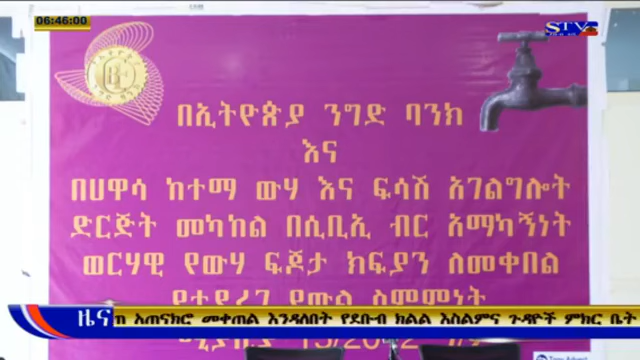 06:46:00
STV
በኢትዮጵያ ንግድ ባንክ
እና
በሀዋሳ ከተማ ውሃ እና ፍሳሽ አገልግሎት
ድርጅት መካከል በሲቢኢ ብር አማካኝነት
ወርሃዊ የውሃ ፍጆታ ክፍያን ለመቀበል
የተደረገ የውል ስምምነት
ዜና
አጠናክሮ መቀጠል እንዳለበት የደቡብ ክልል እስልምና ጉዳዮች ምክር ቤት